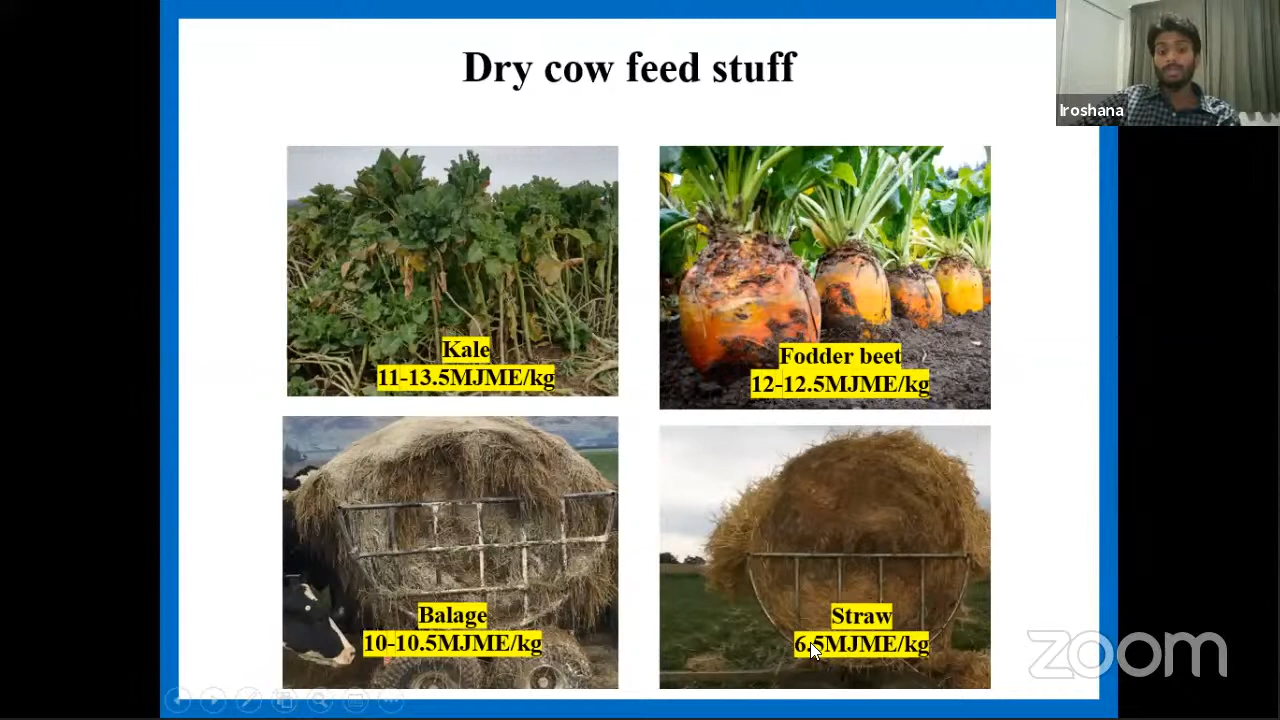 Dry cow feed stuff
Iroshana
Kale
11-13.5MJME/kg
Fodder beet
12-12.5MJME/kg
Balage
10-10.5MJME/kg
Straw
6.5MJME/kg
zoom